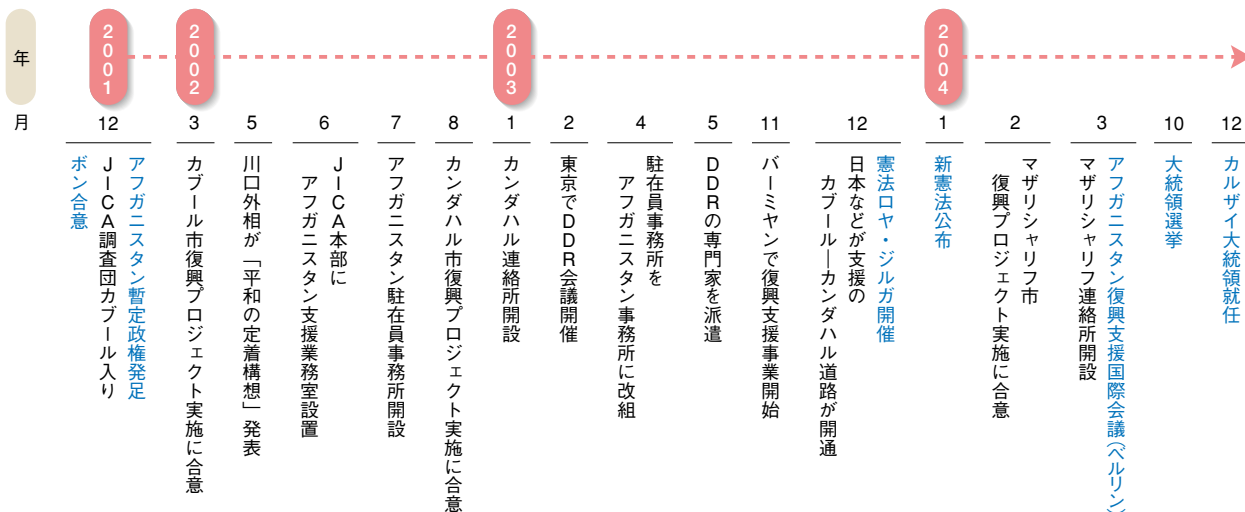 年
2001
2002
2003
2004
月
12
アフガニスタン暫定政権発足
JICA調査団カブール入り
ボン合意
3
カブール市復興プロジェクト実施に合意
5
川口外相が「平和の定着構想」発表
6
JICA本部に
アフガニスタン支援業務室設置
7
アフガニスタン駐在員事務所開設
8
カンダハル市復興プロジェクト実施に合意
1
カンダハル連絡所開設
2
東京でDDR会議開催
4
駐在員事務所を
アフガニスタン事務所に改組
5
DDRの専門家を派遣
11
バーミヤンで復興支援事業開始
12
憲法ロヤ・ジルガ開催
日本などが支援の
カブール―カンダハル道路が開通
1
新憲法公布
2
マザリシャリフ市
復興プロジェクト実施に合意
3
アフガニスタン復興支援国際会議(ベルリン)
マザリシャリフ連絡所開設
10
大統領選挙
12
カルザイ大統領就任